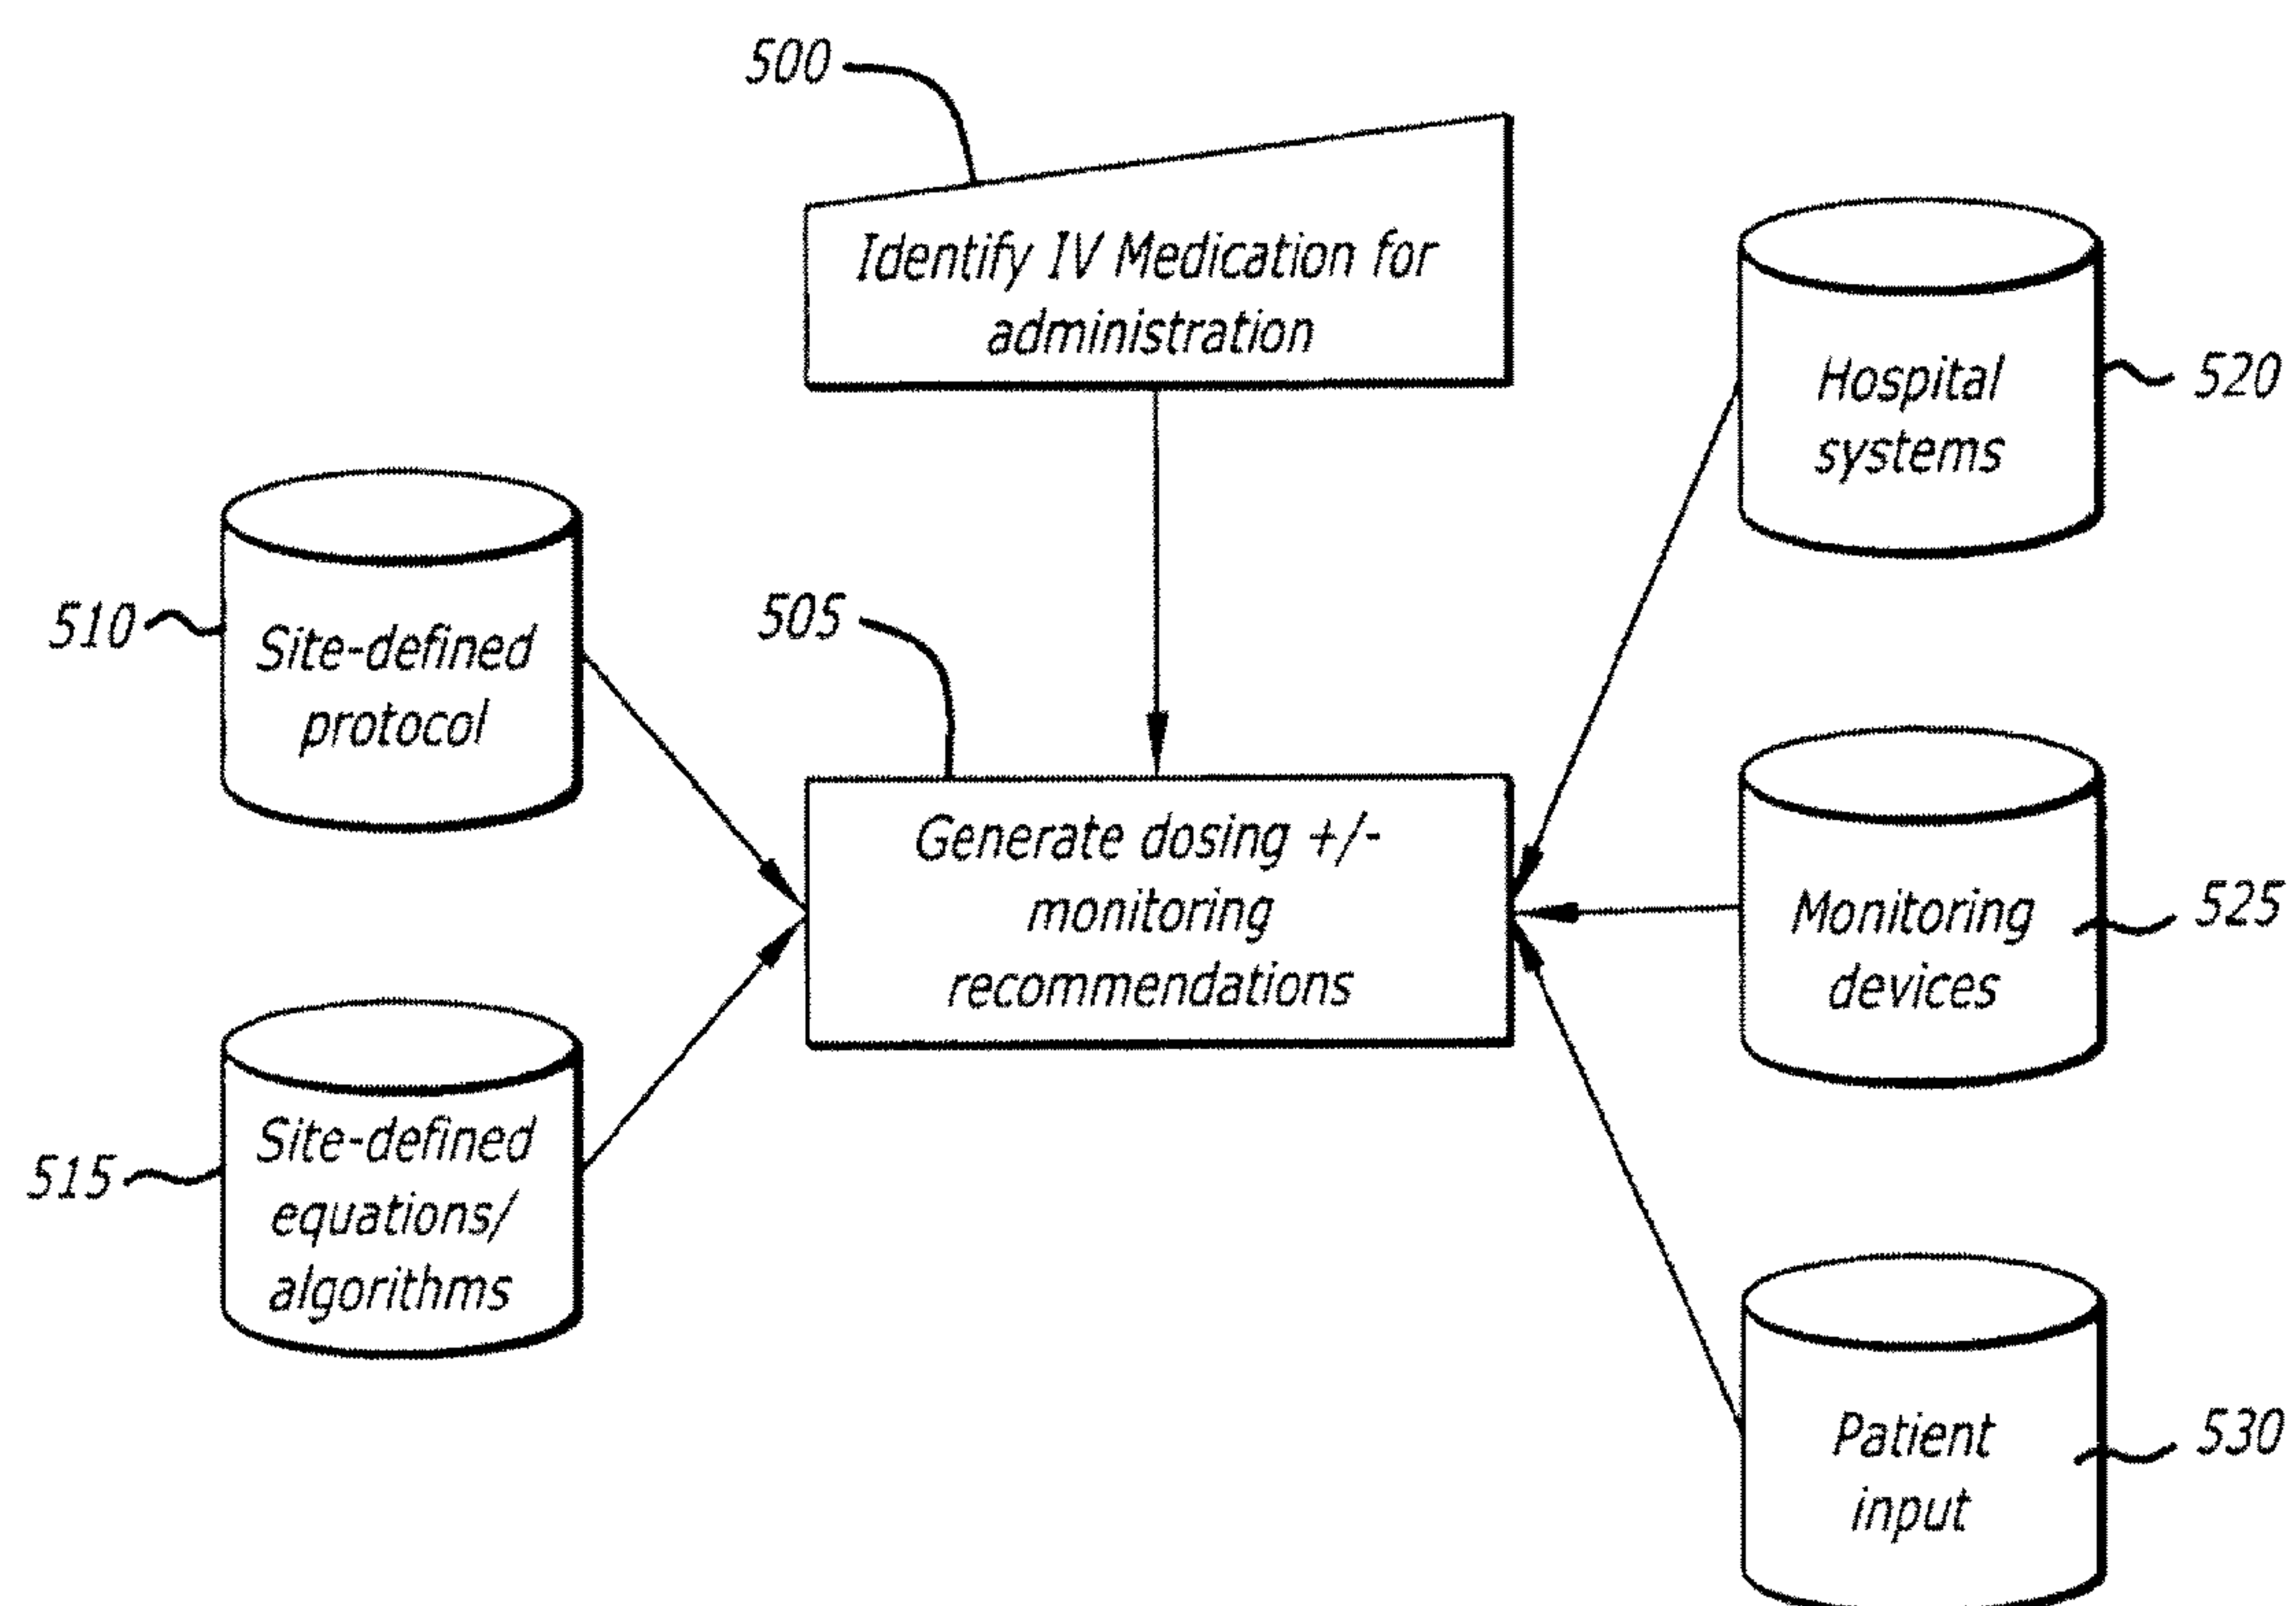 500
Identify IV Medication for
administration
Hospital
systems
520
510
Site-defined
protocol
505
Generate dosing +/-
monitoring
recommendations
Monitoring
devices
525
515
Site-defined
equations/
algorithms
Patient
input
530